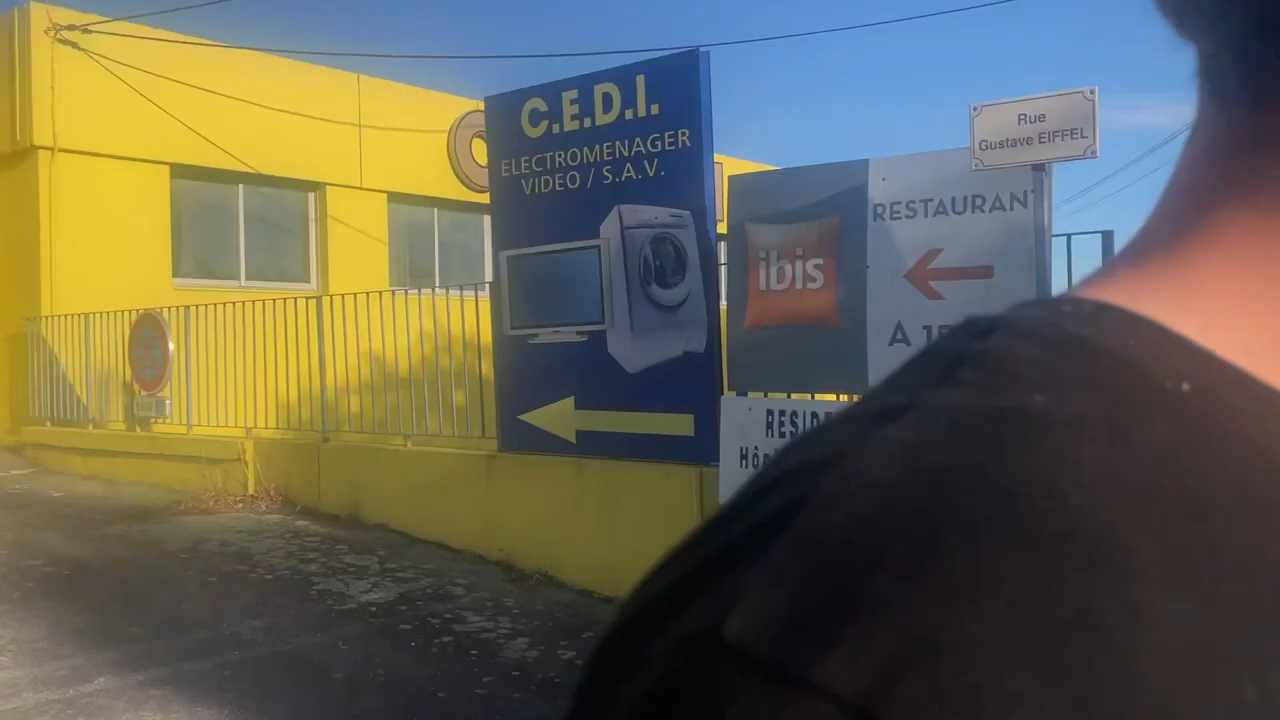 C.E.D.I.
ELECTROMENAGER
VIDEO / S.A.V.
ibis
RESTAURANT
A
Rue
Gustave EIFFEL